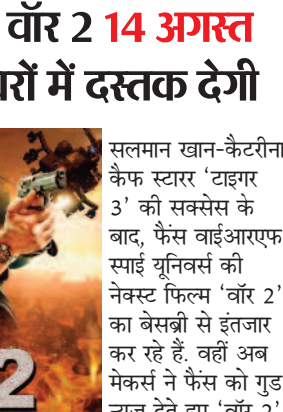 वॉर 2 14 अगस्त
में दस्तक देगी
सलमान खान-कैटरीना
कैफ स्टारर ‘टाइगर
3’ की सक्सेस के
बाद, फैंस वाईआरएफ
स्पाई यूनिवर्स की
नेक्स्ट फिल्म ‘वॉर 2’
का बेसब्री से इंतजार
कर रहे हैं. वहीं अब
मेकर्स ने फैंस को गुड
2